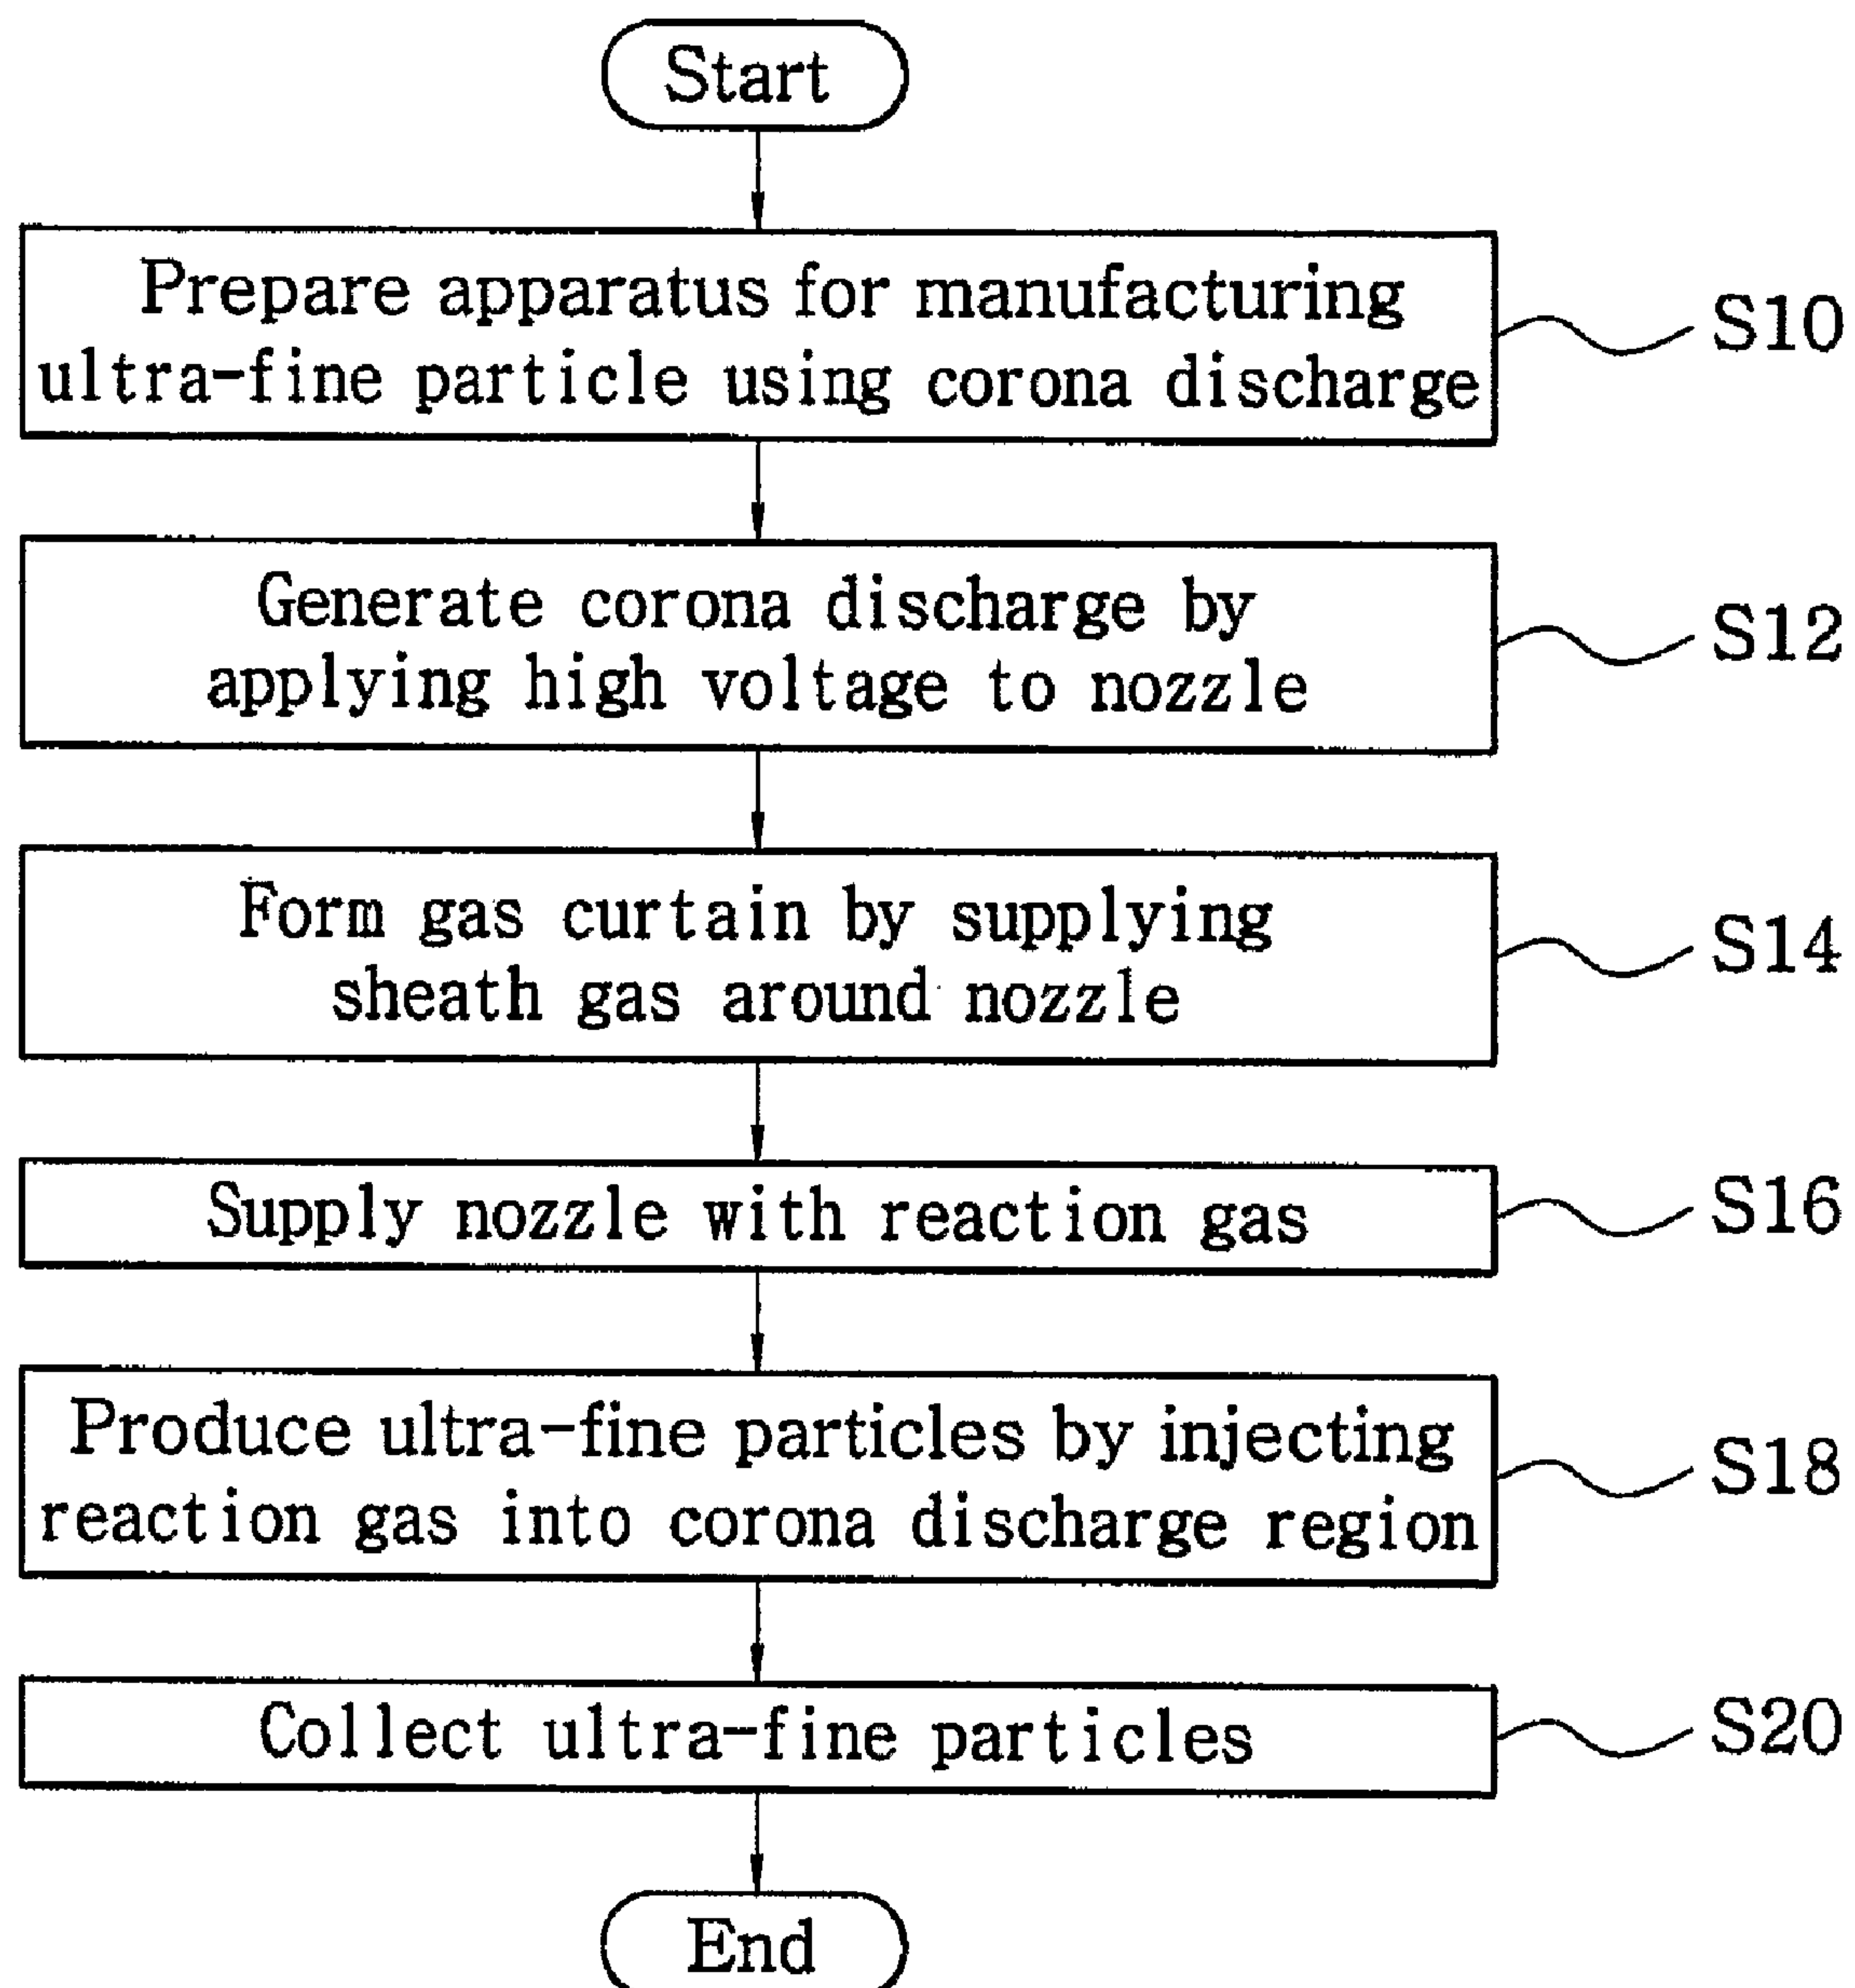 Start
Prepare apparatus for manufacturing
ultra-fine particle using corona discharge
S10
Generate corona discharge by
applying high voltage to nozzle
S12
Form gas curtain by supplying
sheath gas around nozzle
S14
Supply nozzle with reaction gas
S16
Produce ultra-fine particles by injecting
reaction gas into corona discharge region
S18
Collect ultra-fine particles
S20
End